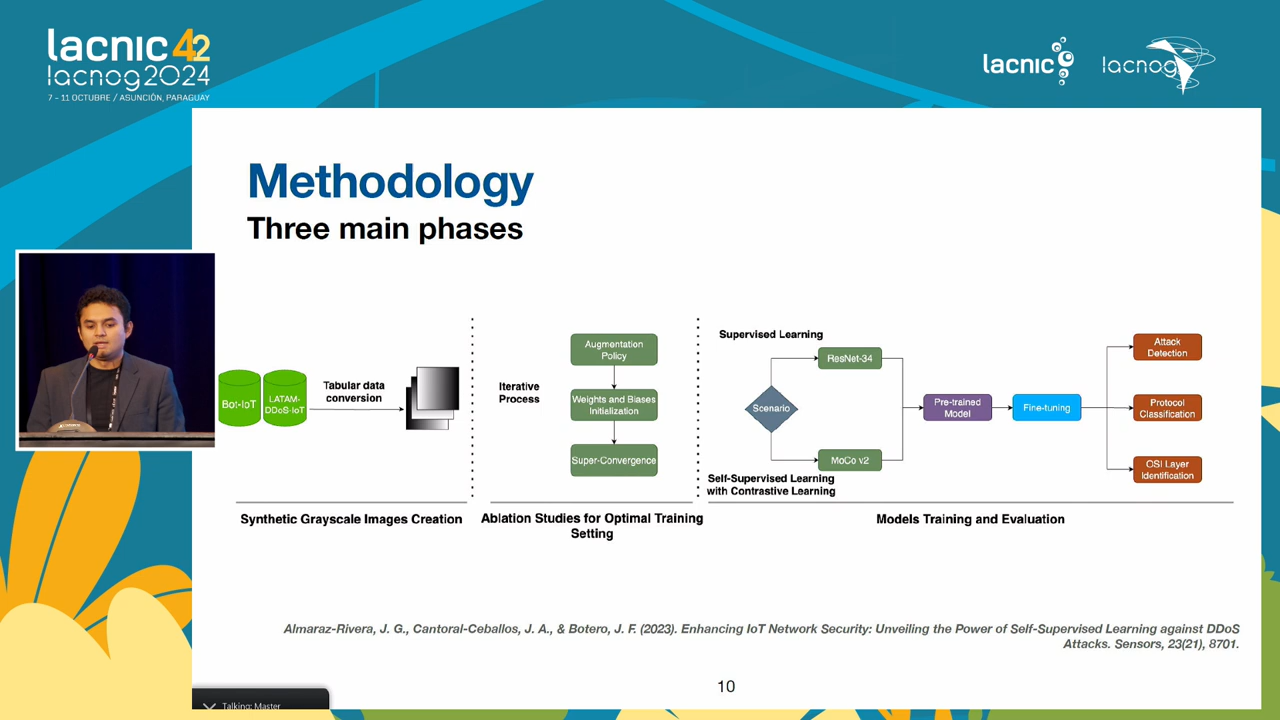 lacnic 42
lacnog2024
7 - 11 OCTUBRE / ASUNCIÓN, PARAGUAY
lacnic
lacnog
Methodology
Three main phases
Bot-IoT
LATAM-
DDoS-IoT
Tabular data
conversion
Synthetic Grayscale Images Creation
Iterative
Process
Augmentation
Policy
Weights and Biases
Initialization
Super-Convergence
Ablation Studies for Optimal Training
Setting
Supervised Learning
Scenario
ResNet-34
MoCo v2
Self-Supervised Learning
with Contrastive Learning
Pre-trained
Model
Fine-tuning
Attack
Detection
Protocol
Classification
OSI Layer
Identification
Models Training and Evaluation
Almaraz-Rivera, J. G., Cantoral-Ceballos, J. A., & Botero, J. F. (2023). Enhancing IoT Network Security: Unveiling the Power of Self-Supervised Learning against DDoS
Attacks. Sensors, 23(21), 8701.
10
Talking: Master